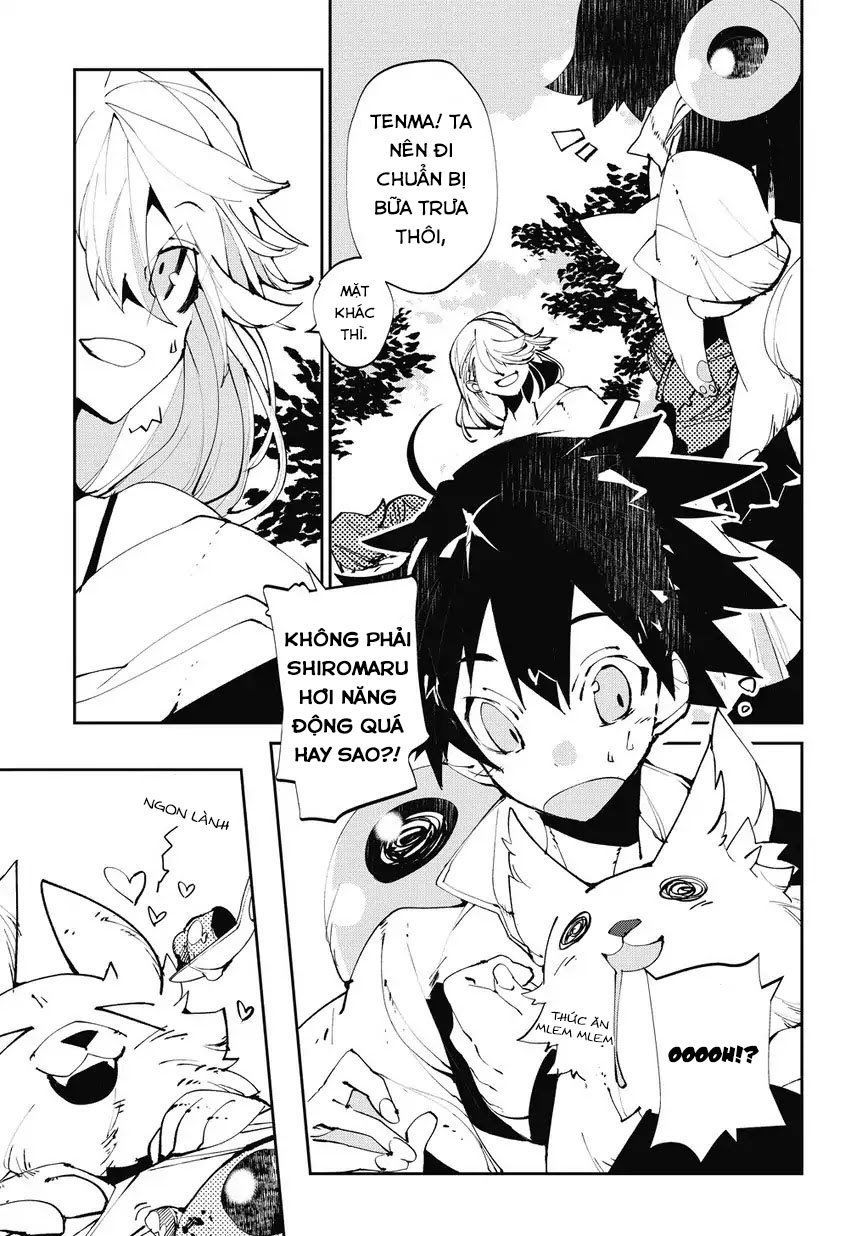 TENMA! TA
NÊN ĐI
CHUẨN BỊ
BỮA TRƯA
THÔI,
MẶT
KHÁC
THÌ.
KHÔNG PHẢI
SHIROMARU
HƠI NĂNG
ĐỘNG QUÁ
HAY SAO?!
OOOOH!?
THỨC ĂN
MLEM MLEM
NGON LÀNH